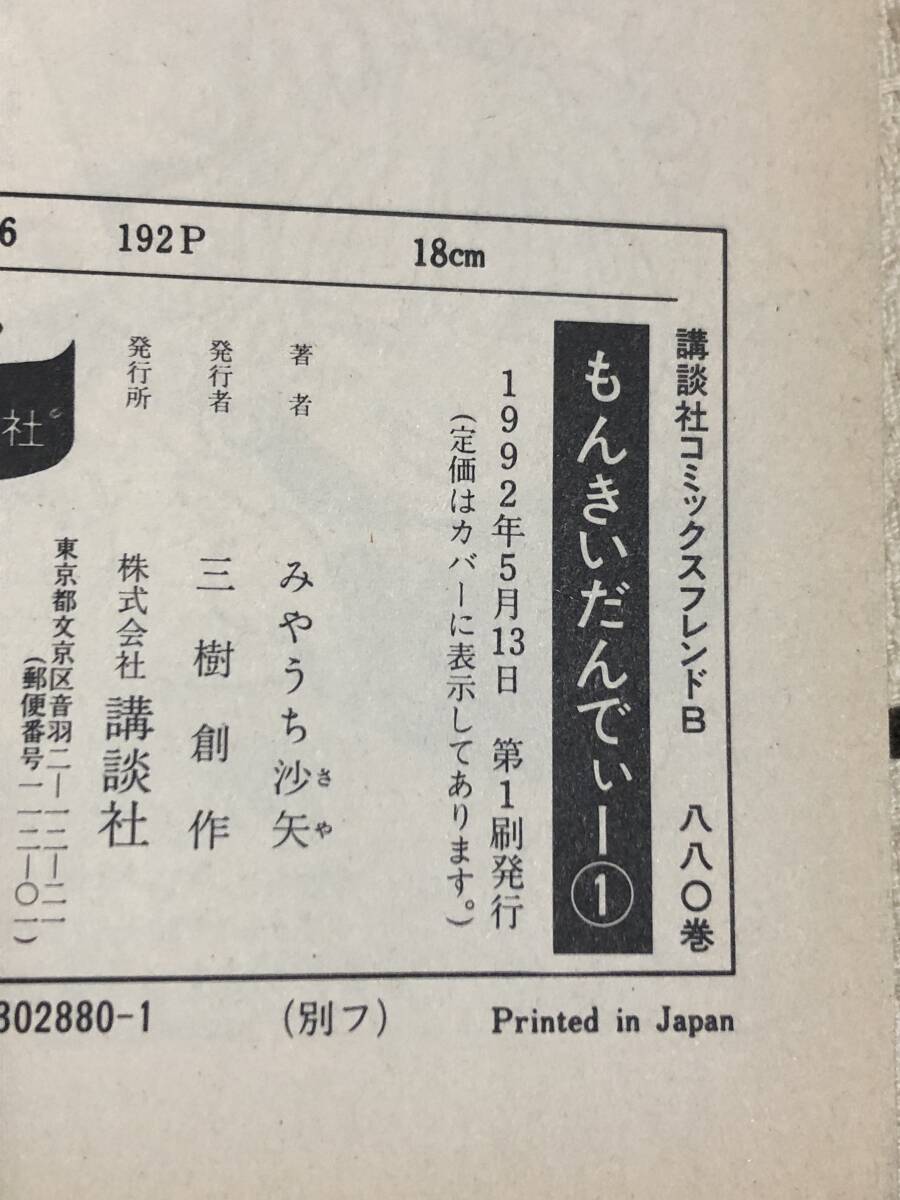 6 192P 18cm
講談社コミックスフレンドB 八八〇巻
もんきいだんでぃー①
1992年5月13日 第1刷発行
(定価はカバーに表示してあります。)
著者 みやうち沙矢
さや
発行者 三樹創作
発行所 株式会社 講談社
東京都文京区音羽二-一二-二一
(郵便番号一一二-〇一)
社
302880-1 (別フ) Printed in Japan